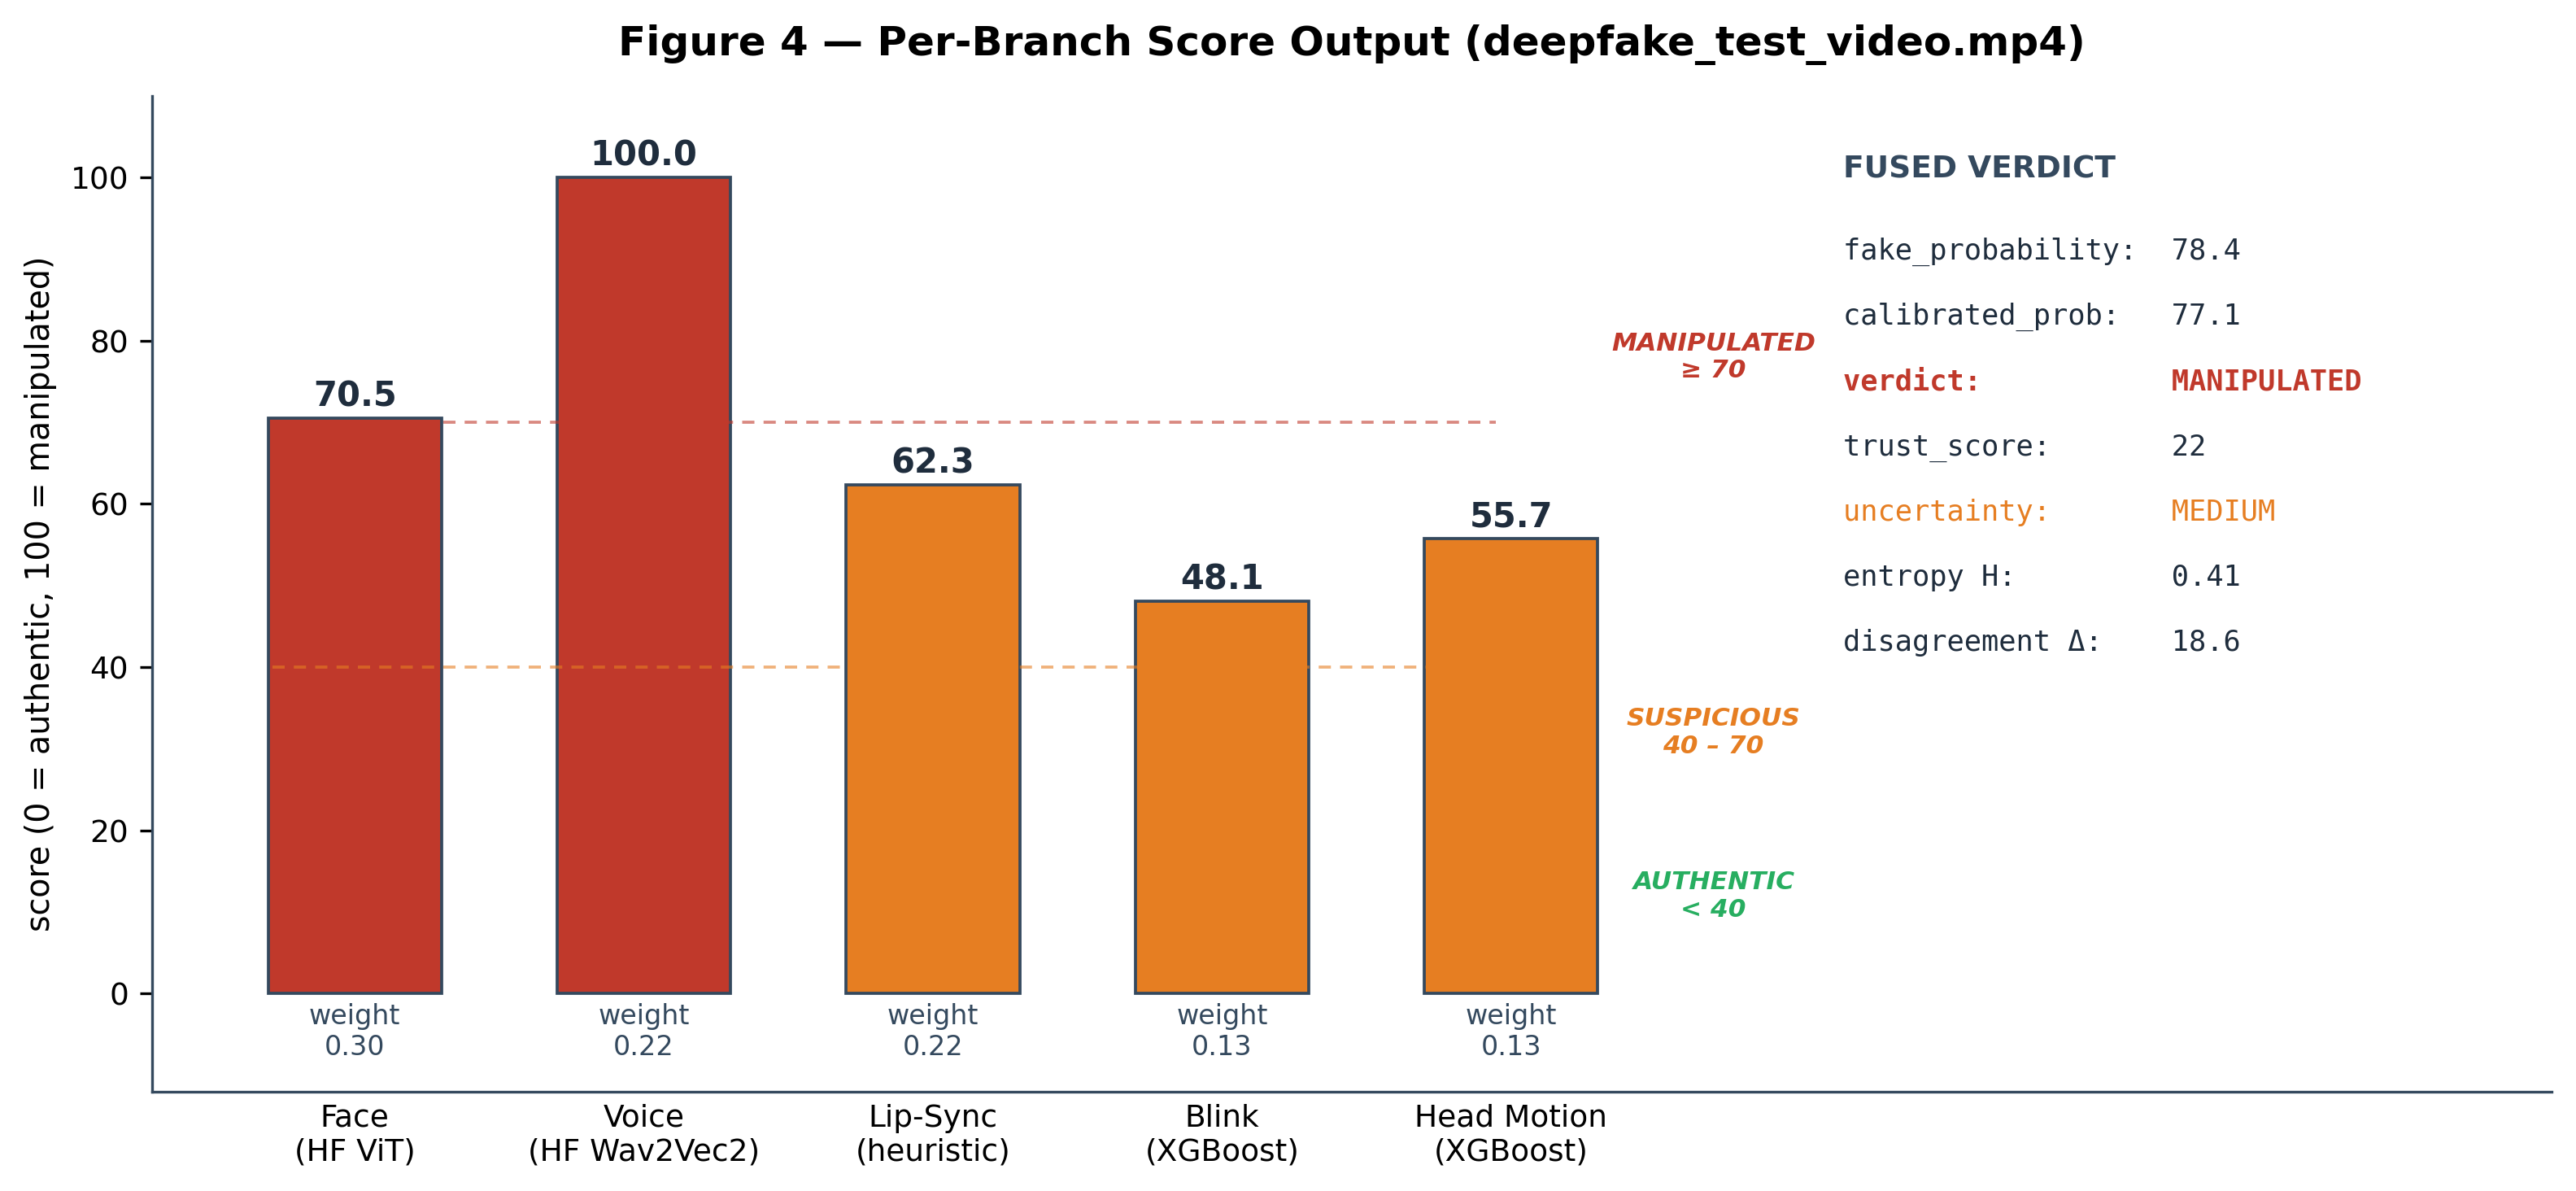 Figure 4 — Per-Branch Score Output (deepfake_test_video.mp4)
score (0 = authentic, 100 = manipulated)
100
80
60
40
20
0
70.5
100.0
62.3
48.1
55.7
weight
0.30
weight
0.22
weight
0.22
weight
0.13
weight
0.13
Face
(HF ViT)
Voice
(HF Wav2Vec2)
Lip-Sync
(heuristic)
Blink
(XGBoost)
Head Motion
(XGBoost)
MANIPULATED
≥ 70
SUSPICIOUS
40 – 70
AUTHENTIC
< 40
FUSED VERDICT
fake_probability: 78.4
calibrated_prob: 77.1
verdict: MANIPULATED
trust_score: 22
uncertainty: MEDIUM
entropy H: 0.41
disagreement Δ: 18.6